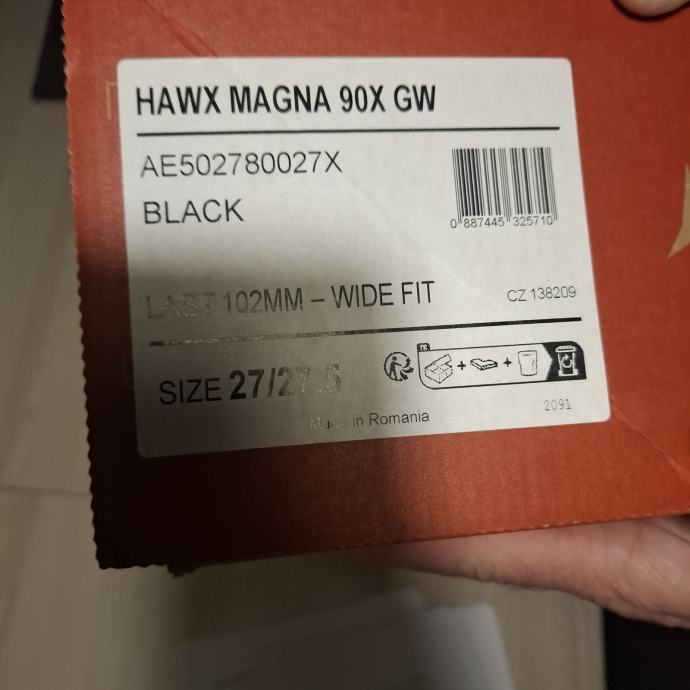 HAWX MAGNA 90X GW
AE502780027X
BLACK
0 887445 325710
LAST 102MM – WIDE FIT
CZ 138209
SIZE 27/27.5
FR
+ +
Made in Romania
2091